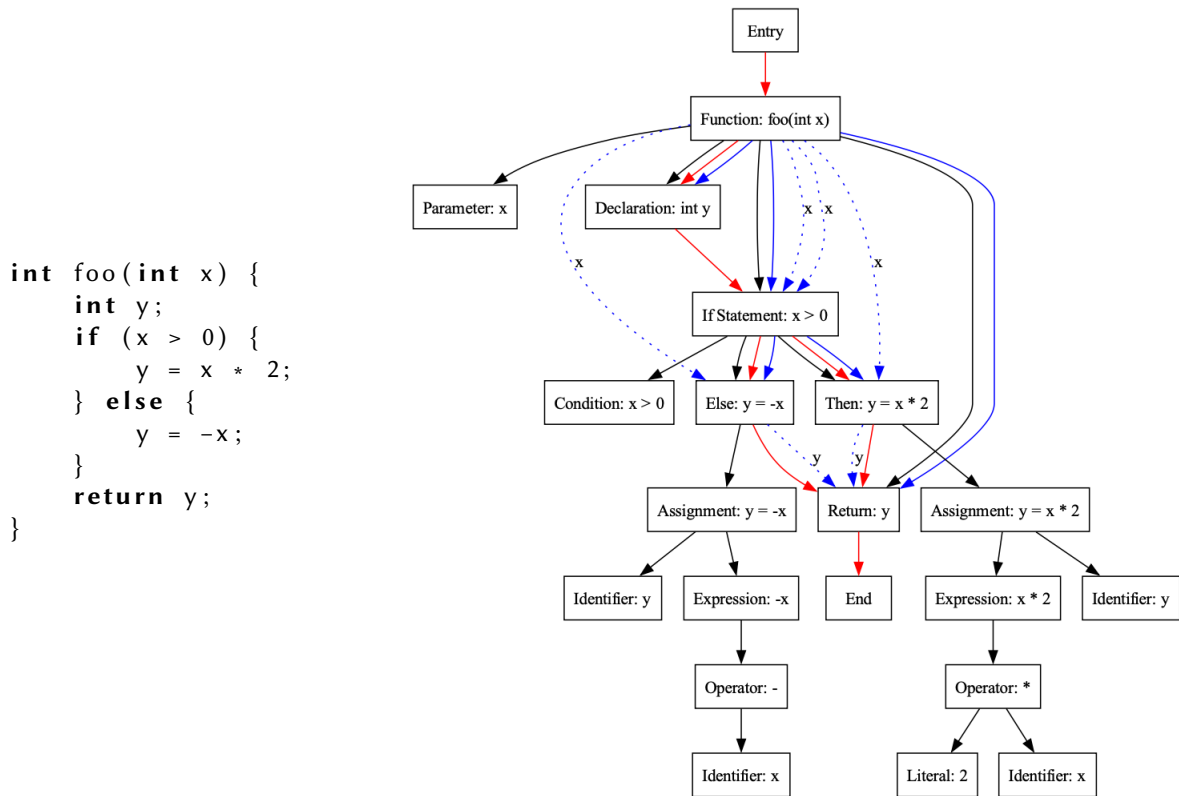 int foo(int x) {
int y;
if (x > 0) {
y = x * 2;
} else {
y = -x;
}
return y;
}
Entry
Function: foo(int x)
Parameter: x
Declaration: int y
x
x
x
x
If Statement: x > 0
Condition: x > 0
Else: y = -x
Then: y = x * 2
y
y
Assignment: y = -x
Return: y
Assignment: y = x * 2
Identifier: y
Expression: -x
End
Expression: x * 2
Identifier: y
Operator: -
Operator: *
Identifier: x
Literal: 2
Identifier: x